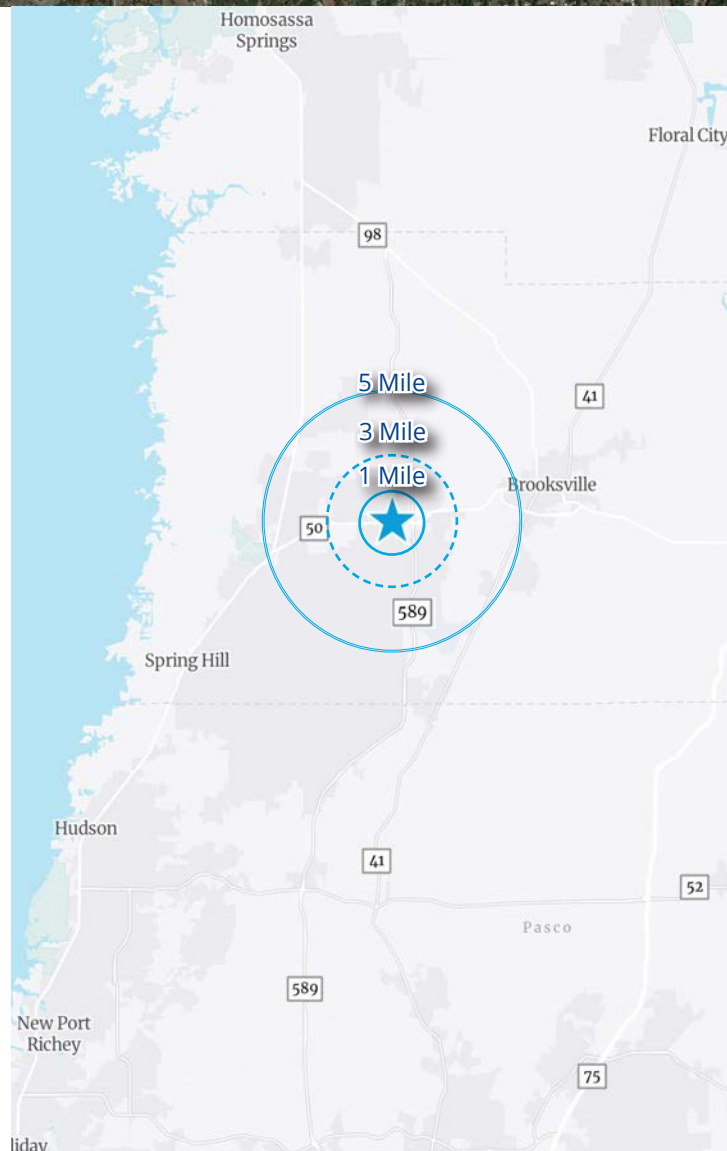 Homosassa
Springs
Floral City
98
5 Mile
41
3 Mile
1 Mile
Brooksville
50
589
Spring Hill
Hudson
41
52
Pasco
589
New Port
Richey
75
liday